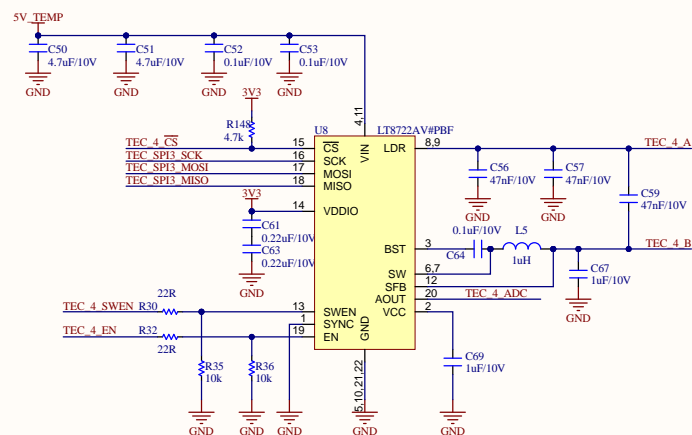 5V_TEMP
C50
4.7uF/10V
C51
4.7uF/10V
C52
0.1uF/10V
C53
0.1uF/10V
GND
GND
GND
GND
3V3
R148
4.7k
4,11
U8
LT8722AV#PBF
TEC_4_CS
15
CS
VIN
LDR
8,9
TEC_4_A
TEC_SPI3_SCK
16
SCK
TEC_SPI3_MOSI
17
MOSI
TEC_SPI3_MISO
18
MISO
C56
47nF/10V
C57
47nF/10V
C59
47nF/10V
GND
GND
3V3
14
VDDIO
C61
0.22uF/10V
C63
0.22uF/10V
GND
0.1uF/10V
C64
L5
1uH
BST
3
TEC_4_B
SW
6,7
SFB
12
AOUT
20
TEC_4_ADC
VCC
2
C67
1uF/10V
GND
22R
TEC_4_SWEN
R30
13
SWEN
1
SYNC
TEC_4_EN
R32
19
EN
22R
GND
R35
10k
R36
10k
C69
1uF/10V
5,10,21,22
GND
GND
GND
GND
GND